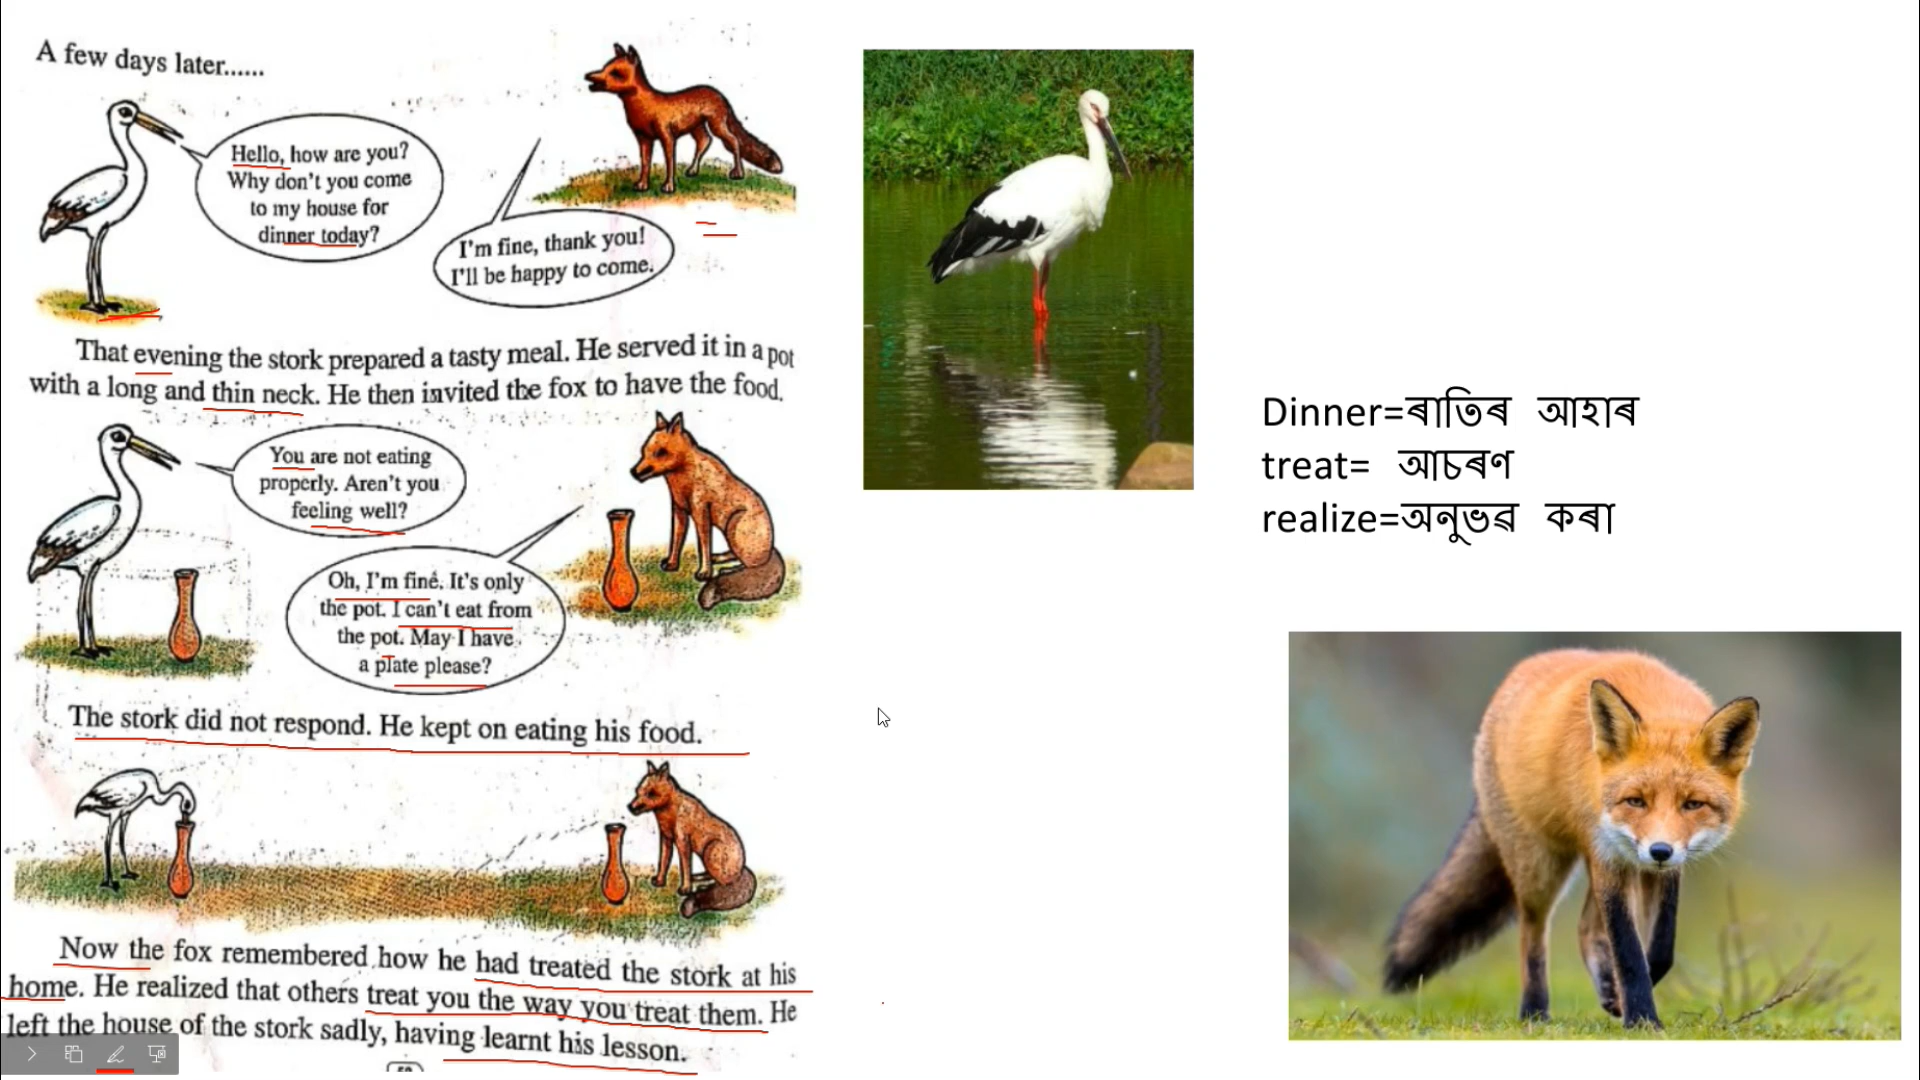 A few days later......
Hello, how are you?
Why don't you come
to my house for
dinner today?
I'm fine, thank you!
I'll be happy to come.
That evening the stork prepared a tasty meal. He served it in a pot
with a long and thin neck. He then invited the fox to have the food.
You are not eating
properly. Aren't you
feeling well?
Oh, I'm fine. It's only
the pot. I can't eat from
the pot. May I have
a plate please?
The stork did not respond. He kept on eating his food.
Now the fox remembered how he had treated the stork at his
home. He realized that others treat you the way you treat them. He
left the house of the stork sadly, having learnt his lesson.
Dinner=ৰাতিৰ আহাৰ
treat= আচৰণ
realize=অনুভৱ কৰা